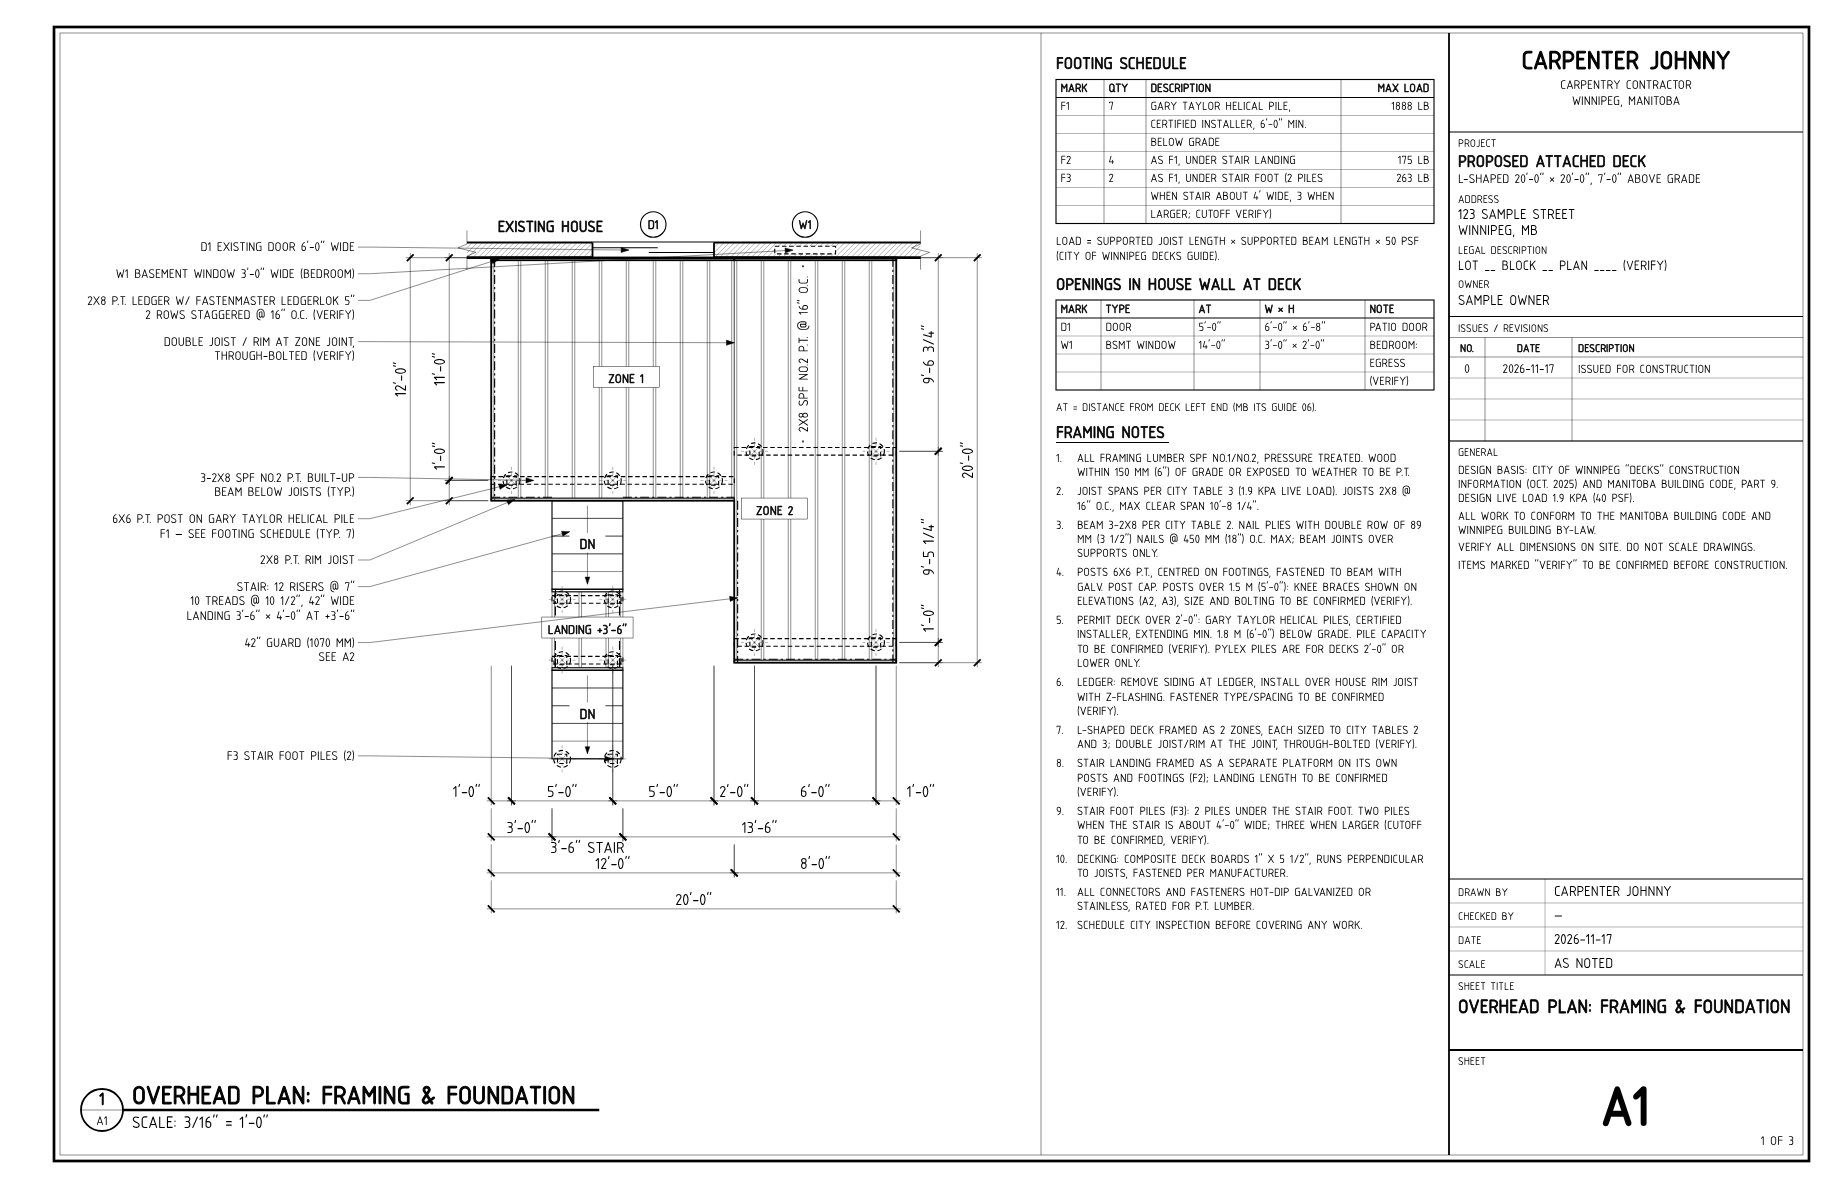 EXISTING HOUSE
D1
W1
D1 EXISTING DOOR 6'-0" WIDE
W1 BASEMENT WINDOW 3'-0" WIDE (BEDROOM)
2X8 P.T. LEDGER W/ FASTENMASTER LEDGERLOK 5"
2 ROWS STAGGERED @ 16" O.C. (VERIFY)
DOUBLE JOIST / RIM AT ZONE JOINT,
THROUGH-BOLTED (VERIFY)
3-2X8 SPF NO.2 P.T. BUILT-UP
BEAM BELOW JOISTS (TYP.)
6X6 P.T. POST ON GARY TAYLOR HELICAL PILE
F1 – SEE FOOTING SCHEDULE (TYP. 7)
2X8 P.T. RIM JOIST
STAIR: 12 RISERS @ 7"
10 TREADS @ 10 1/2", 42" WIDE
LANDING 3'-6" × 4'-0" AT +3'-6"
42" GUARD (1070 MM)
SEE A2
F3 STAIR FOOT PILES (2)
12'-0"
11'-0"
1'-0"
ZONE 1
2X8 SPF NO.2 P.T. @ 16" O.C.
ZONE 2
9'-6 3/4"
9'-5 1/4"
1'-0"
20'-0"
DN
LANDING +3'-6"
DN
1'-0" 5'-0" 5'-0" 2'-0" 6'-0" 1'-0"
3'-0" 13'-6"
3'-6" STAIR
12'-0" 8'-0"
20'-0"
1
A1
OVERHEAD PLAN: FRAMING & FOUNDATION
SCALE: 3/16" = 1'-0"
FOOTING SCHEDULE
MARK QTY DESCRIPTION MAX LOAD
F1 7 GARY TAYLOR HELICAL PILE, 1888 LB
CERTIFIED INSTALLER, 6'-0" MIN.
BELOW GRADE
F2 4 AS F1, UNDER STAIR LANDING 175 LB
F3 2 AS F1, UNDER STAIR FOOT (2 PILES 263 LB
WHEN STAIR ABOUT 4' WIDE, 3 WHEN
LARGER; CUTOFF VERIFY)
LOAD = SUPPORTED JOIST LENGTH × SUPPORTED BEAM LENGTH × 50 PSF
(CITY OF WINNIPEG DECKS GUIDE).
OPENINGS IN HOUSE WALL AT DECK
MARK TYPE AT W × H NOTE
D1 DOOR 5'-0" 6'-0" × 6'-8" PATIO DOOR
W1 BSMT WINDOW 14'-0" 3'-0" × 2'-0" BEDROOM:
EGRESS
(VERIFY)
AT = DISTANCE FROM DECK LEFT END (MB ITS GUIDE 06).
FRAMING NOTES
1. ALL FRAMING LUMBER SPF NO.1/NO.2, PRESSURE TREATED. WOOD
WITHIN 150 MM (6") OF GRADE OR EXPOSED TO WEATHER TO BE P.T.
2. JOIST SPANS PER CITY TABLE 3 (1.9 KPA LIVE LOAD). JOISTS 2X8 @
16" O.C., MAX CLEAR SPAN 10'-8 1/4".
3. BEAM 3-2X8 PER CITY TABLE 2. NAIL PLIES WITH DOUBLE ROW OF 89
MM (3 1/2") NAILS @ 450 MM (18") O.C. MAX; BEAM JOINTS OVER
SUPPORTS ONLY.
4. POSTS 6X6 P.T., CENTRED ON FOOTINGS, FASTENED TO BEAM WITH
GALV. POST CAP. POSTS OVER 1.5 M (5'-0"): KNEE BRACES SHOWN ON
ELEVATIONS (A2, A3), SIZE AND BOLTING TO BE CONFIRMED (VERIFY).
5. PERMIT DECK OVER 2'-0": GARY TAYLOR HELICAL PILES, CERTIFIED
INSTALLER, EXTENDING MIN. 1.8 M (6'-0") BELOW GRADE. PILE CAPACITY
TO BE CONFIRMED (VERIFY). PYLEX PILES ARE FOR DECKS 2'-0" OR
LOWER ONLY.
6. LEDGER: REMOVE SIDING AT LEDGER, INSTALL OVER HOUSE RIM JOIST
WITH Z-FLASHING. FASTENER TYPE/SPACING TO BE CONFIRMED
(VERIFY).
7. L-SHAPED DECK FRAMED AS 2 ZONES, EACH SIZED TO CITY TABLES 2
AND 3; DOUBLE JOIST/RIM AT THE JOINT, THROUGH-BOLTED (VERIFY).
8. STAIR LANDING FRAMED AS A SEPARATE PLATFORM ON ITS OWN
POSTS AND FOOTINGS (F2); LANDING LENGTH TO BE CONFIRMED
(VERIFY).
9. STAIR FOOT PILES (F3): 2 PILES UNDER THE STAIR FOOT. TWO PILES
WHEN THE STAIR IS ABOUT 4'-0" WIDE; THREE WHEN LARGER (CUTOFF
TO BE CONFIRMED, VERIFY).
10. DECKING: COMPOSITE DECK BOARDS 1" X 5 1/2", RUNS PERPENDICULAR
TO JOISTS, FASTENED PER MANUFACTURER.
11. ALL CONNECTORS AND FASTENERS HOT-DIP GALVANIZED OR
STAINLESS, RATED FOR P.T. LUMBER.
12. SCHEDULE CITY INSPECTION BEFORE COVERING ANY WORK.
CARPENTER JOHNNY
CARPENTRY CONTRACTOR
WINNIPEG, MANITOBA
PROJECT
PROPOSED ATTACHED DECK
L-SHAPED 20'-0" × 20'-0", 7'-0" ABOVE GRADE
ADDRESS
123 SAMPLE STREET
WINNIPEG, MB
LEGAL DESCRIPTION
LOT __ BLOCK __ PLAN ____ (VERIFY)
OWNER
SAMPLE OWNER
ISSUES / REVISIONS
NO. DATE DESCRIPTION
0 2026-11-17 ISSUED FOR CONSTRUCTION
GENERAL
DESIGN BASIS: CITY OF WINNIPEG "DECKS" CONSTRUCTION
INFORMATION (OCT. 2025) AND MANITOBA BUILDING CODE, PART 9.
DESIGN LIVE LOAD 1.9 KPA (40 PSF).
ALL WORK TO CONFORM TO THE MANITOBA BUILDING CODE AND
WINNIPEG BUILDING BY-LAW.
VERIFY ALL DIMENSIONS ON SITE. DO NOT SCALE DRAWINGS.
ITEMS MARKED "VERIFY" TO BE CONFIRMED BEFORE CONSTRUCTION.
DRAWN BY CARPENTER JOHNNY
CHECKED BY –
DATE 2026-11-17
SCALE AS NOTED
SHEET TITLE
OVERHEAD PLAN: FRAMING & FOUNDATION
SHEET
A1
1 OF 3